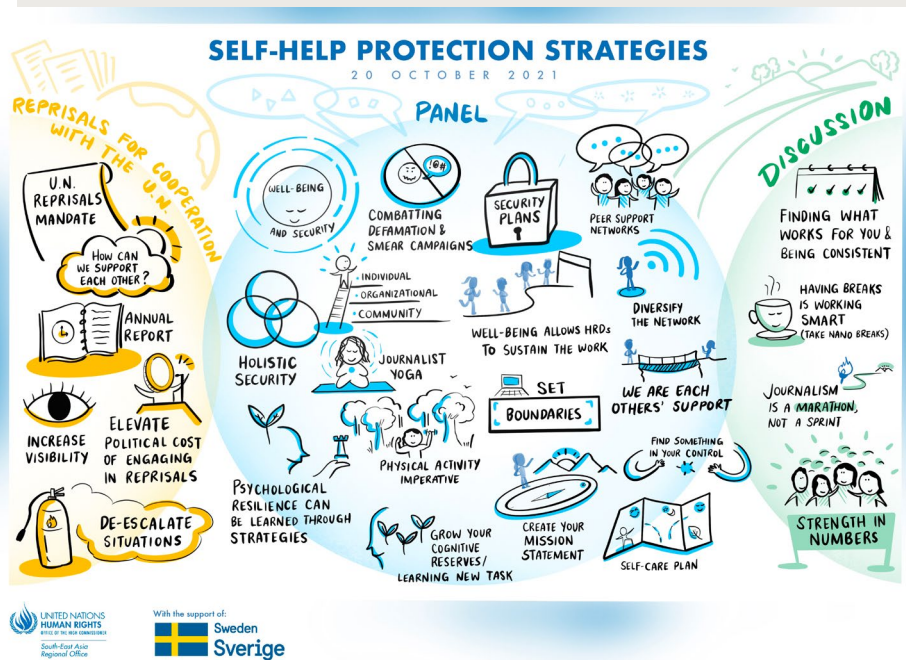 SELF-HELP PROTECTION STRATEGIES
20 OCTOBER 2021
REPRISALS FOR COOPERATION
WITH THE U.N
U.N.
REPRISALS
MANDATE
HOW CAN
WE SUPPORT
EACH OTHER?
ANNUAL
REPORT
INCREASE
VISIBILITY
ELEVATE
POLITICAL COST
OF ENGAGING
IN REPRISALS
DE-ESCALATE
SITUATIONS
PANEL
WELL-BEING
AND SECURITY
!@#
COMBATTING
DEFAMATION &
SMEAR CAMPAIGNS
SECURITY
PLANS
PEER SUPPORT
NETWORKS
HOLISTIC
SECURITY
• INDIVIDUAL
• ORGANIZATIONAL
• COMMUNITY
WELL-BEING ALLOWS HRDs
TO SUSTAIN THE WORK
DIVERSIFY
THE NETWORK
JOURNALIST
YOGA
SET
BOUNDARIES
WE ARE EACH
OTHERS' SUPPORT
PSYCHOLOGICAL
RESILIENCE CAN
BE LEARNED THROUGH
STRATEGIES
PHYSICAL ACTIVITY
IMPERATIVE
FIND SOMETHING
IN YOUR CONTROL
GROW YOUR
COGNITIVE
RESERVES/
LEARNING NEW TASK
CREATE YOUR
MISSION
STATEMENT
SELF-CARE PLAN
DISCUSSION
FINDING WHAT
WORKS FOR YOU &
BEING CONSISTENT
HAVING BREAKS
IS WORKING
SMART
(TAKE NANO BREAKS)
JOURNALISM
IS A MARATHON,
NOT A SPRINT
STRENGTH IN
NUMBERS
UNITED NATIONS
HUMAN RIGHTS
OFFICE OF THE HIGH COMMISSIONER
South-East Asia
Regional Office
With the support of:
Sweden
Sverige